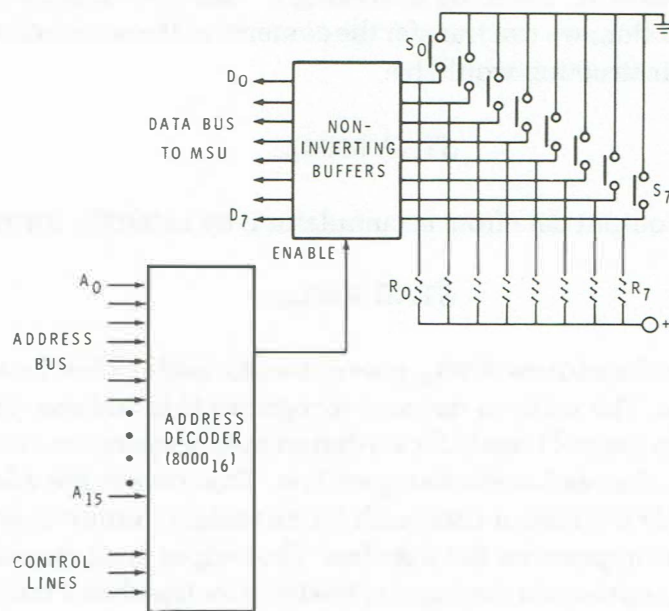 S0
D0
DATA BUS
TO MSU
D7
NON-
INVERTING
BUFFERS
S7
ENABLE
R0
R7
+
A0
ADDRESS
BUS
A15
ADDRESS
DECODER
(8000₁₆)
CONTROL
LINES